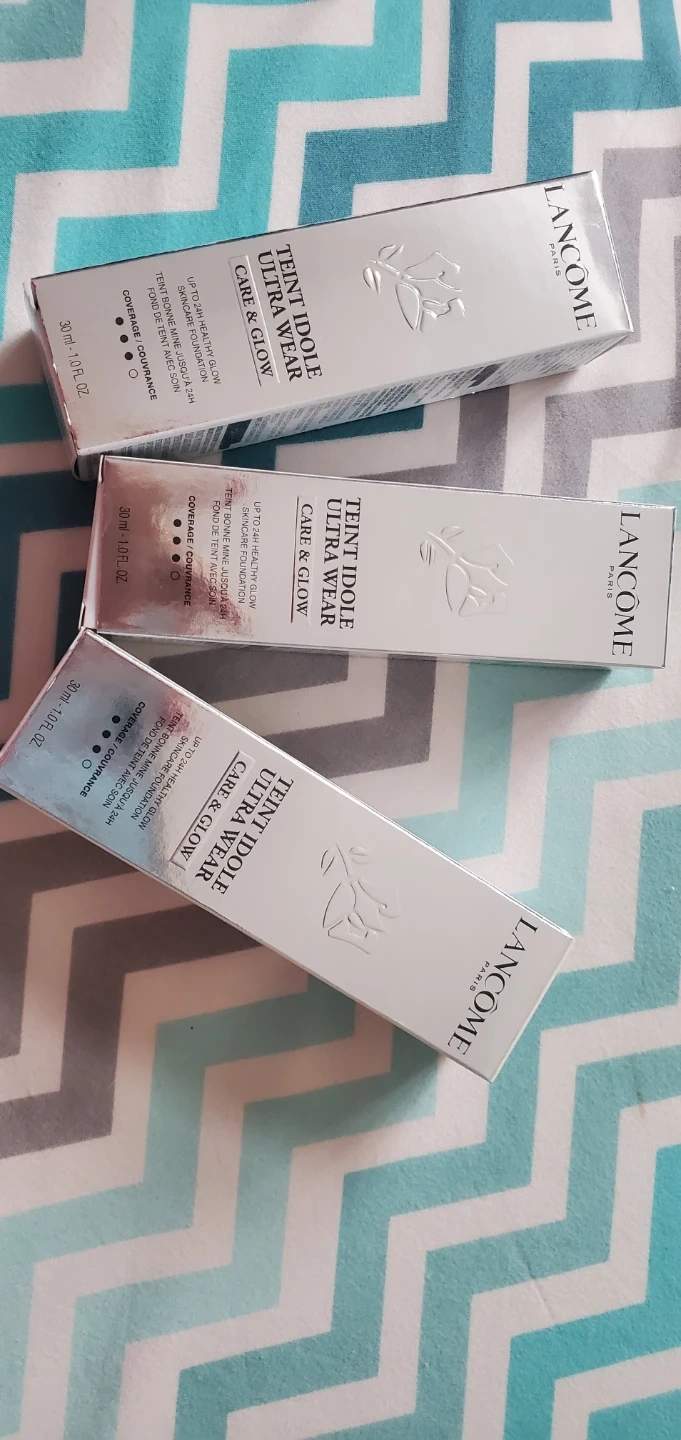 LANCÔME
PARIS
TEINT IDOLE
ULTRA WEAR
CARE & GLOW
UP TO 24H HEALTHY GLOW
SKINCARE FOUNDATION
TEINT BONNE MINE JUSQU'À 24H
FOND DE TEINT AVEC SOIN
COVERAGE / COUVRANCE
30 ml - 1.0 FL. OZ.
LANCÔME
PARIS
TEINT IDOLE
ULTRA WEAR
CARE & GLOW
UP TO 24H HEALTHY GLOW
SKINCARE FOUNDATION
TEINT BONNE MINE JUSQU'À 24H
FOND DE TEINT AVEC SOIN
COVERAGE / COUVRANCE
30 ml - 1.0 FL. OZ.
LANCÔME
PARIS
TEINT IDOLE
ULTRA WEAR
CARE & GLOW
UP TO 24H HEALTHY GLOW
SKINCARE FOUNDATION
TEINT BONNE MINE JUSQU'À 24H
FOND DE TEINT AVEC SOIN
COVERAGE / COUVRANCE
30 ml - 1.0 FL. OZ.